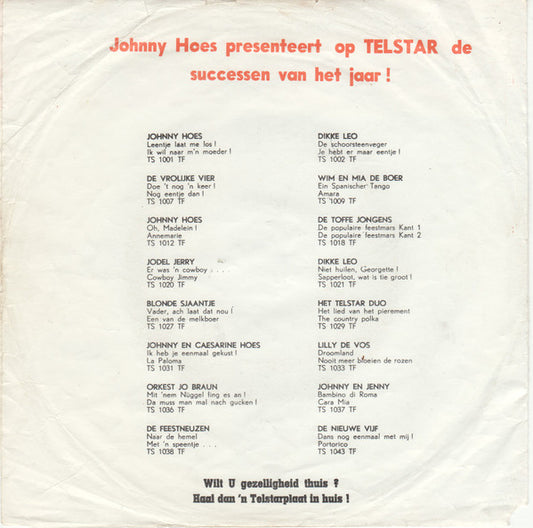 Johnny Hoes presenteert op TELSTAR de
successen van het jaar !
JOHNNY HOES
Leentje laat me los !
Ik wil naar m'n moeder !
TS 1001 TF
DE VROLIJKE VIER
Doe 't nog 'n keer !
Nog eentje dan !
TS 1007 TF
JOHNNY HOES
Oh, Madelein !
Annemarie
TS 1012 TF
JODEL JERRY
Er was 'n cowboy . . . .
Cowboy Jimmy
TS 1020 TF
BLONDE SJAANTJE
Vader, ach laat dat nou !
Een van de melkboer
TS 1027 TF
JOHNNY EN CAESARINE HOES
Ik heb je eenmaal gekust !
La Paloma
TS 1031 TF
ORKEST JO BRAUN
Mit 'nem Nüggel fing es an !
Da muss man mal nach gucken !
TS 1036 TF
DE FEESTNEUZEN
Naar de hemel
Met 'n speentje . . .
TS 1038 TF
DIKKE LEO
De schoorsteenveger
Je hebt er maar eentje !
TS 1002 TF
WIM EN MIA DE BOER
Ein Spanischer Tango
Amara
TS 1009 TF
DE TOFFE JONGENS
De populaire feestmars Kant 1
De populaire feestmars Kant 2
TS 1018 TF
DIKKE LEO
Niet huilen, Georgette !
Sapperloot, wat is tie groot !
TS 1021 TF
HET TELSTAR DUO
Het lied van het pierement
The country polka
TS 1029 TF
LILLY DE VOS
Droomland
Nooit meer bloeien de rozen
TS 1033 TF
JOHNNY EN JENNY
Bambino di Roma
Cara Mia
TS 1037 TF
DE NIEUWE VIJF
Dans nog eenmaal met mij !
Portorico
TS 1043 TF
Wilt U gezelligheid thuis ?
Haal dan 'n Telstarplaat in huis !